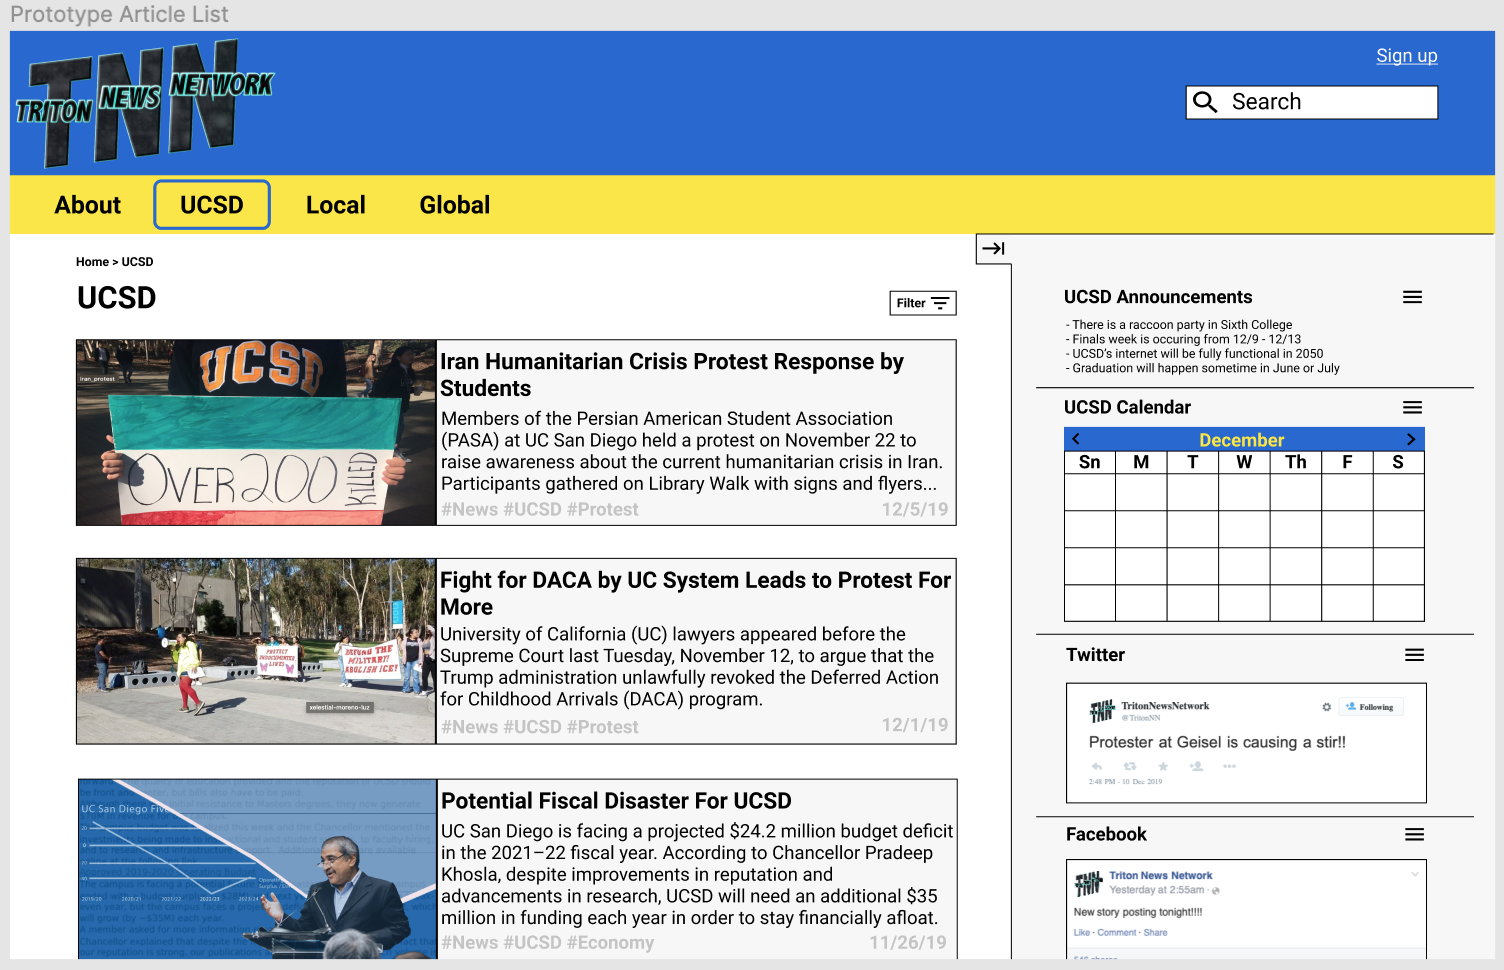 Prototype Article List
TNN
TRITON NEWS NETWORK
Sign up
Search
About
UCSD
Local
Global
Home > UCSD
UCSD
Filter
UCSD
iran_protest
OVER 200
KILLED
Iran Humanitarian Crisis Protest Response by
Students
Members of the Persian American Student Association
(PASA) at UC San Diego held a protest on November 22 to
raise awareness about the current humanitarian crisis in Iran.
Participants gathered on Library Walk with signs and flyers...
#News #UCSD #Protest
12/5/19
PROTECT
UNDOCUMENTED
LIVES
DEFUND THE
MILITARY
ABOLISH ICE!
xelestial-moreno-luz
Fight for DACA by UC System Leads to Protest For
More
University of California (UC) lawyers appeared before the
Supreme Court last Tuesday, November 12, to argue that the
Trump administration unlawfully revoked the Deferred Action
for Childhood Arrivals (DACA) program.
#News #UCSD #Protest
12/1/19
UC San Diego Five
2019/20 2020/21 2021/22 2022/23 2023/24
Potential Fiscal Disaster For UCSD
UC San Diego is facing a projected $24.2 million budget deficit
in the 2021–22 fiscal year. According to Chancellor Pradeep
Khosla, despite improvements in reputation and
advancements in research, UCSD will need an additional $35
million in funding each year in order to stay financially afloat.
#News #UCSD #Economy
11/26/19
UCSD Announcements
- There is a raccoon party in Sixth College
- Finals week is occuring from 12/9 - 12/13
- UCSD's internet will be fully functional in 2050
- Graduation will happen sometime in June or July
UCSD Calendar
December
Sn M T W Th F S
Twitter
TNN
TritonNewsNetwork
@TritonNN
Following
Protester at Geisel is causing a stir!!
2:48 PM - 10 Dec 2019
Facebook
TNN
Triton News Network
Yesterday at 2:55am ·
New story posting tonight!!!!
Like · Comment · Share